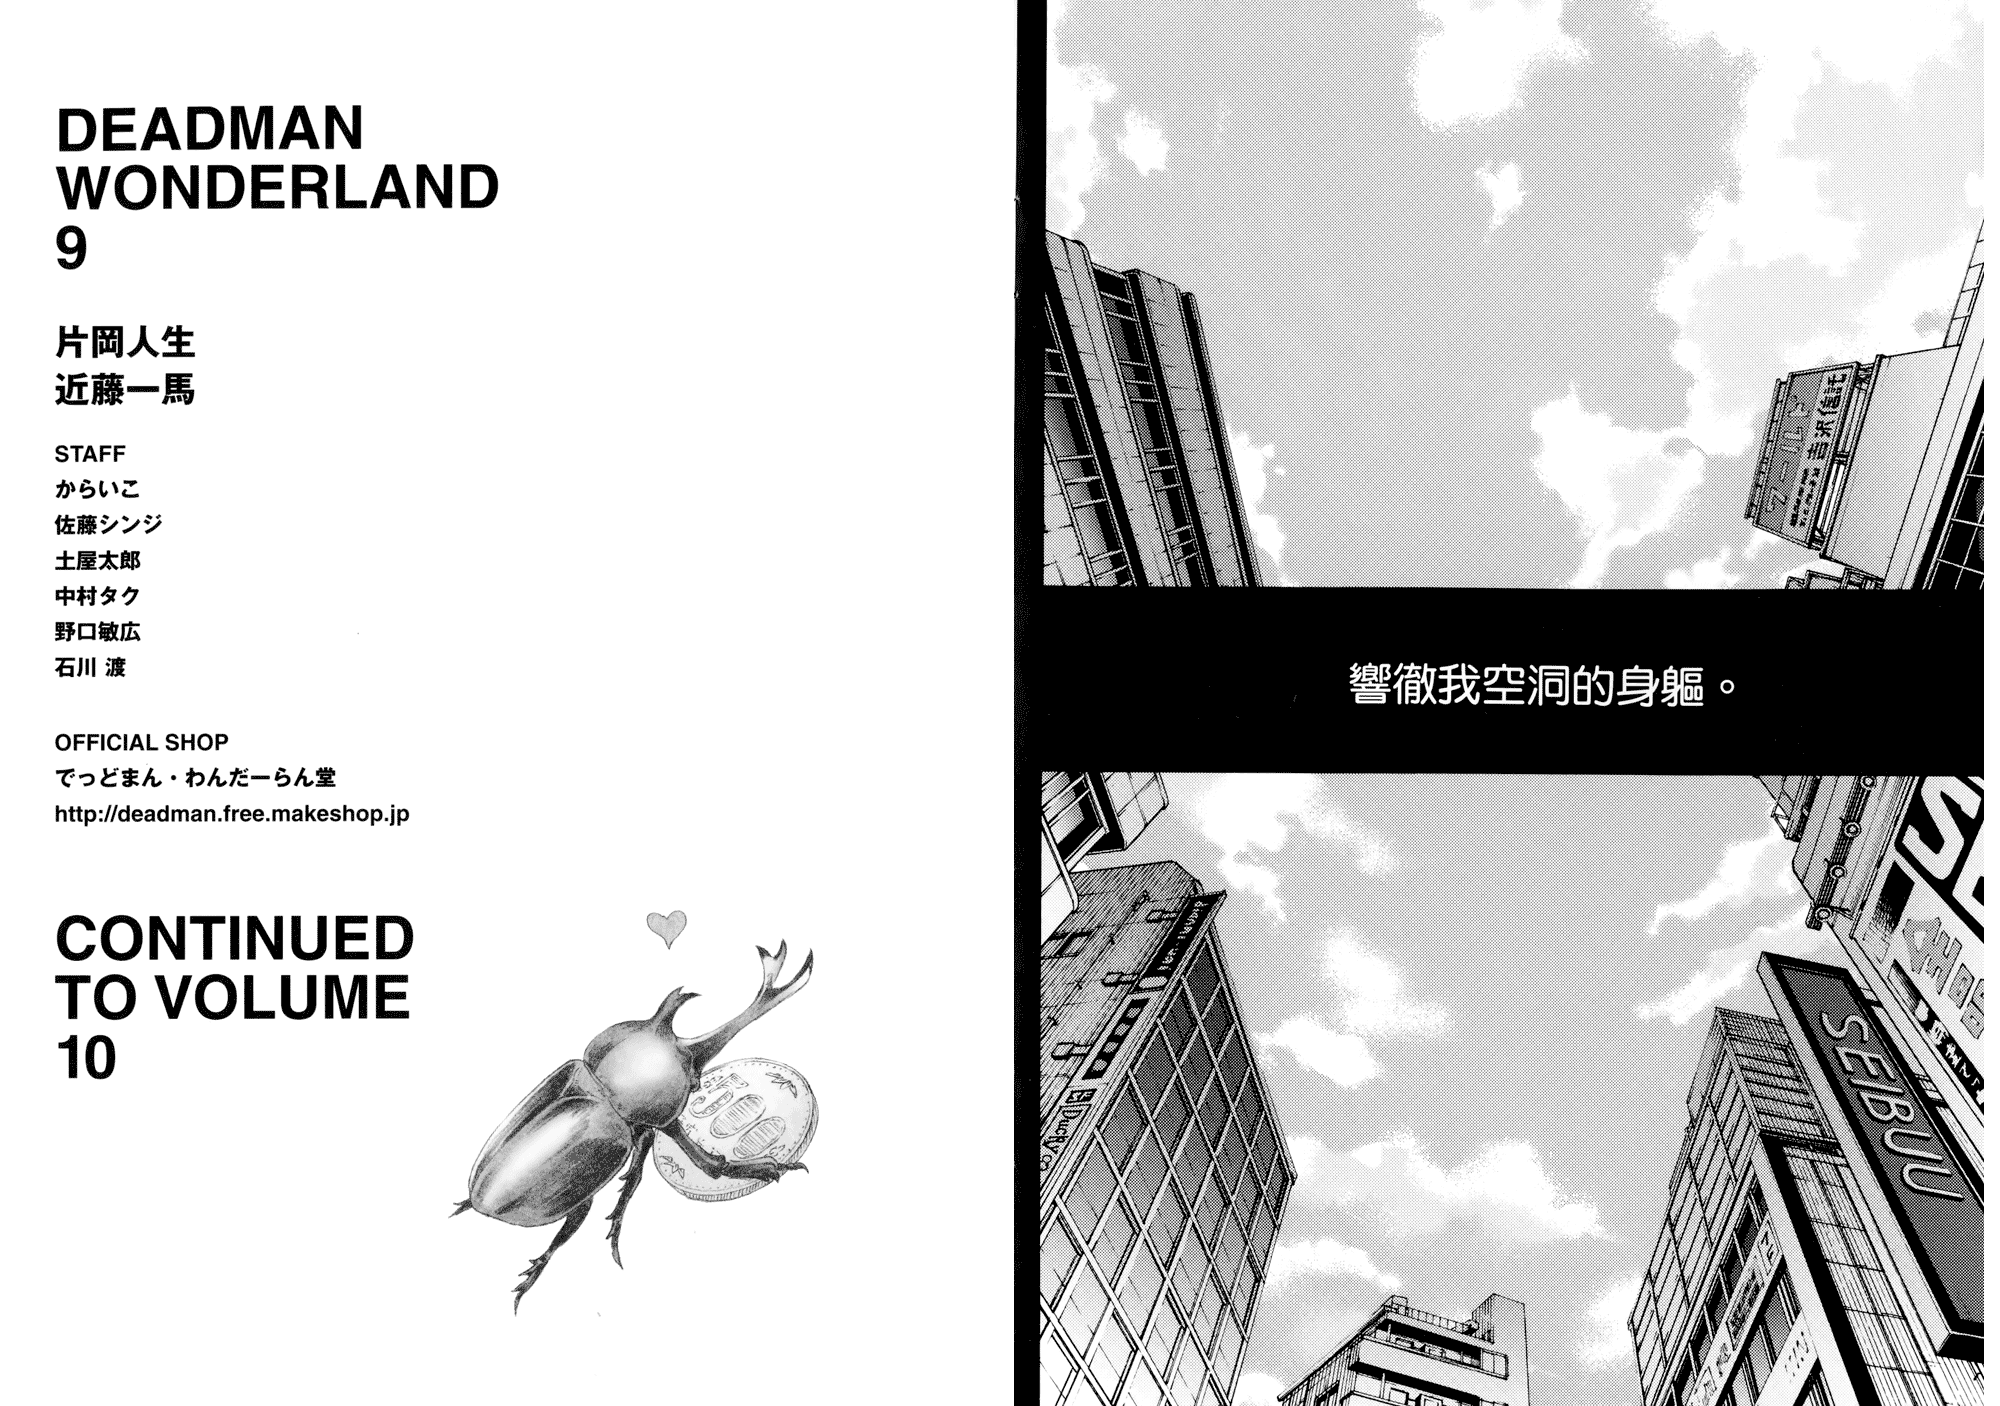 DEADMAN
WONDERLAND
9
片岡人生
近藤一馬
STAFF
からいこ
佐藤シンジ
土屋太郎
中村タク
野口敏広
石川 渡
OFFICIAL SHOP
でっどまん・わんだーらん堂
http://deadman.free.makeshop.jp
CONTINUED
TO VOLUME
10
500
響徹我空洞的身軀。
SEIBUU